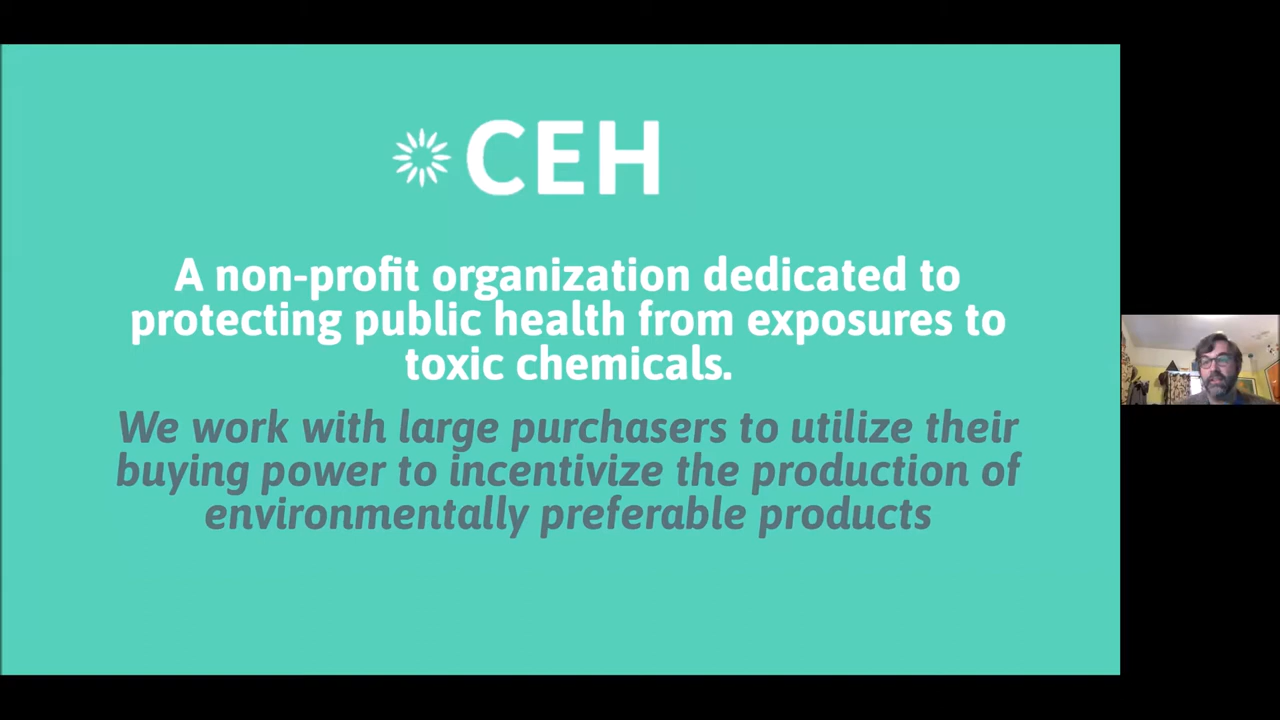 CEH
A non-profit organization dedicated to
protecting public health from exposures to
toxic chemicals.
We work with large purchasers to utilize their
buying power to incentivize the production of
environmentally preferable products